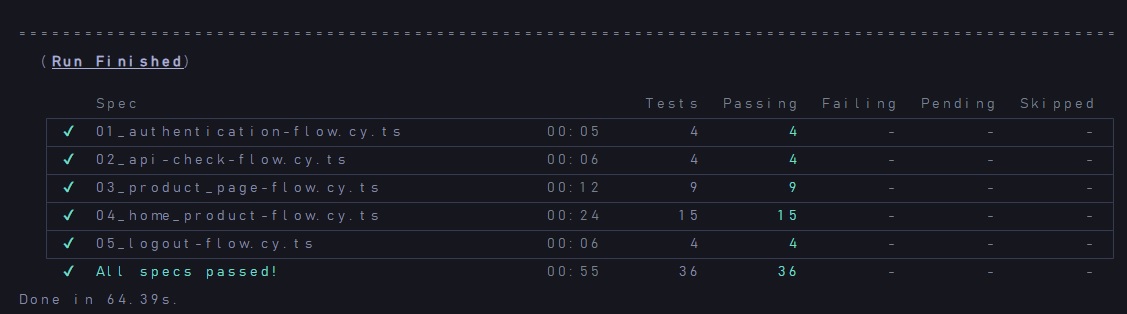 ====================================================================================================
(Run Finished)
Spec Tests Passing Failing Pending Skipped
✔ 01_authentication-flow.cy.ts 00:05 4 4 - - -
✔ 02_api-check-flow.cy.ts 00:06 4 4 - - -
✔ 03_product_page-flow.cy.ts 00:12 9 9 - - -
✔ 04_home_product-flow.cy.ts 00:24 15 15 - - -
✔ 05_logout-flow.cy.ts 00:06 4 4 - - -
✔ All specs passed! 00:55 36 36 - - -
Done in 64.39s.